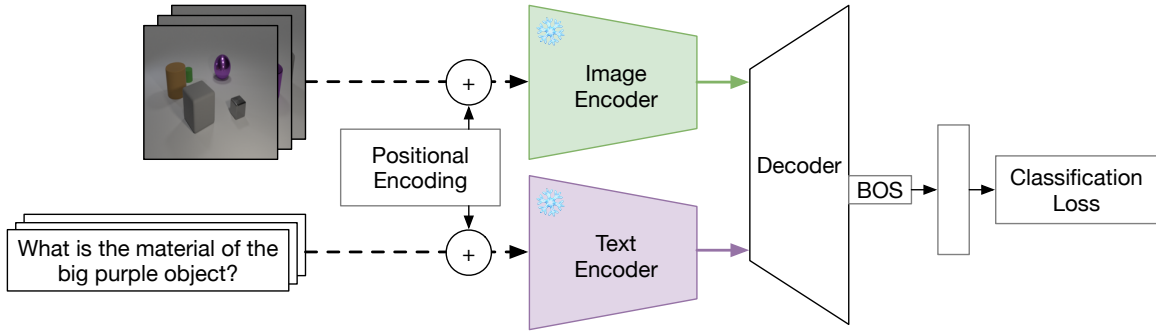 Image
Encoder
Positional
Encoding
Decoder
BOS
Classification
Loss
What is the material of the
big purple object?
Text
Encoder
+
+